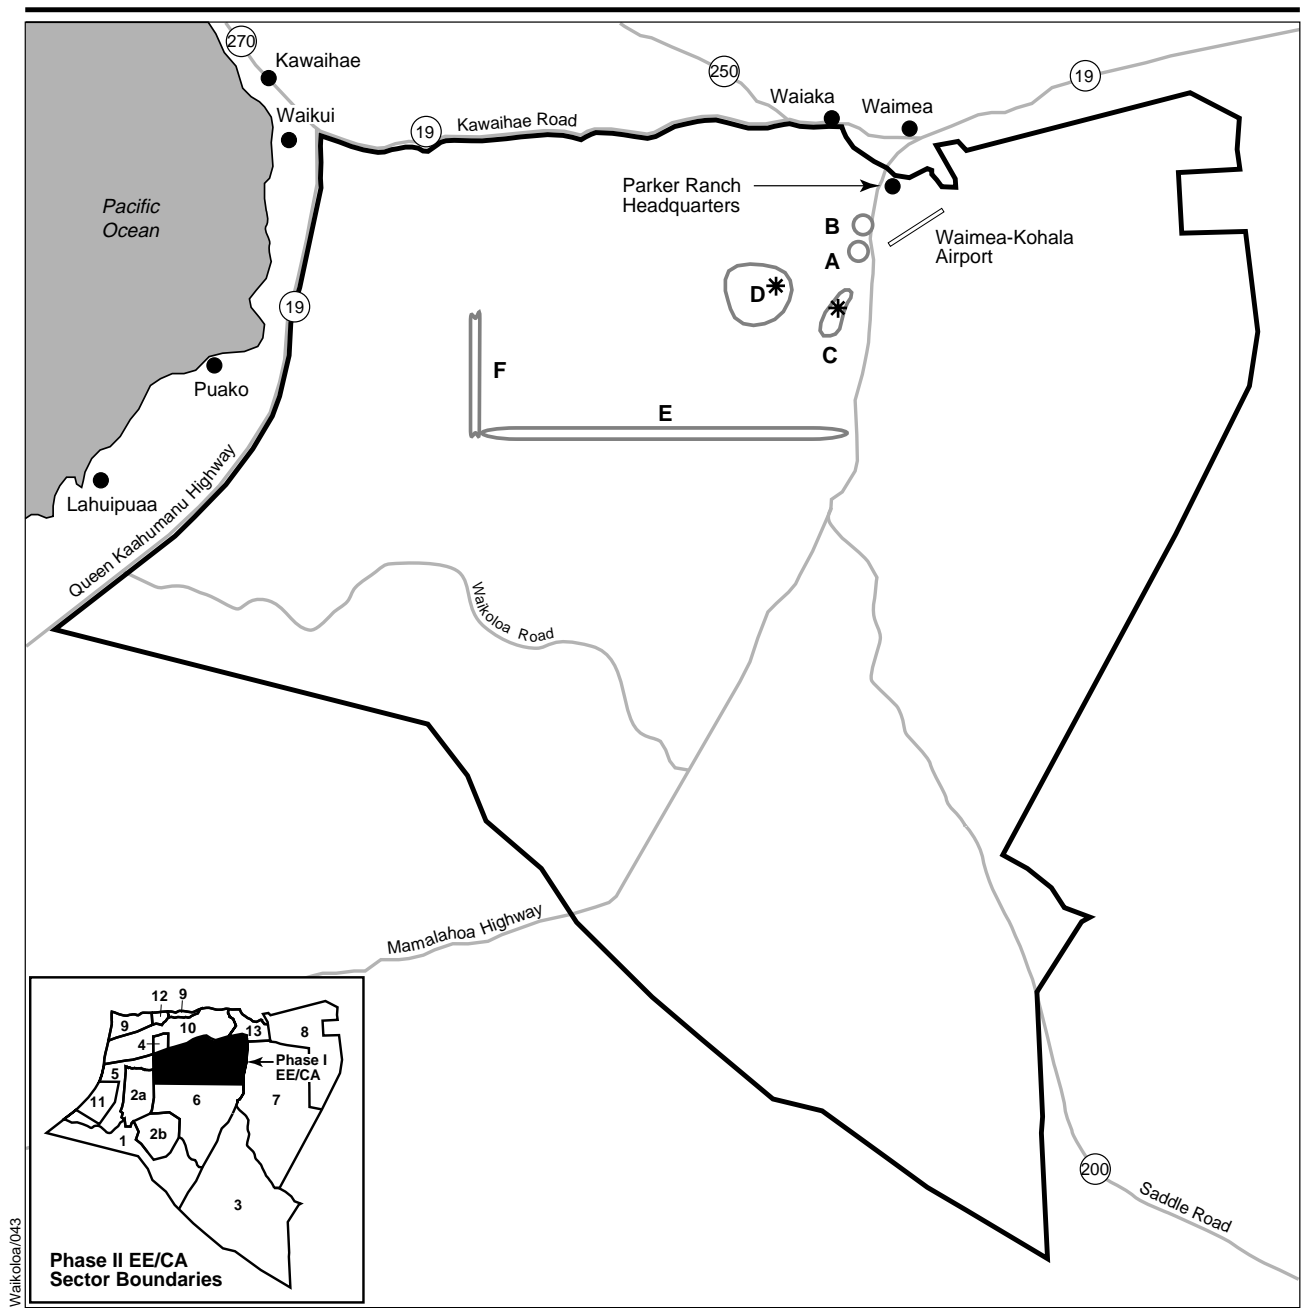 270
Kawaihae
250
19
Waiaka
Waimea
Waikui
19
Kawaihae Road
Parker Ranch
Headquarters
Pacific
Ocean
B
Waimea-Kohala
Airport
A
D
19
C
F
Puako
E
Lahuipuaa
Queen Kaahumanu Highway
Waikoloa Road
Mamalahoa Highway
12
9
9
10
13
8
4
Phase I
EE/CA
5
2a
11
6
7
1
2b
3
200
Saddle Road
Phase II EE/CA
Sector Boundaries
Waikoloa/043